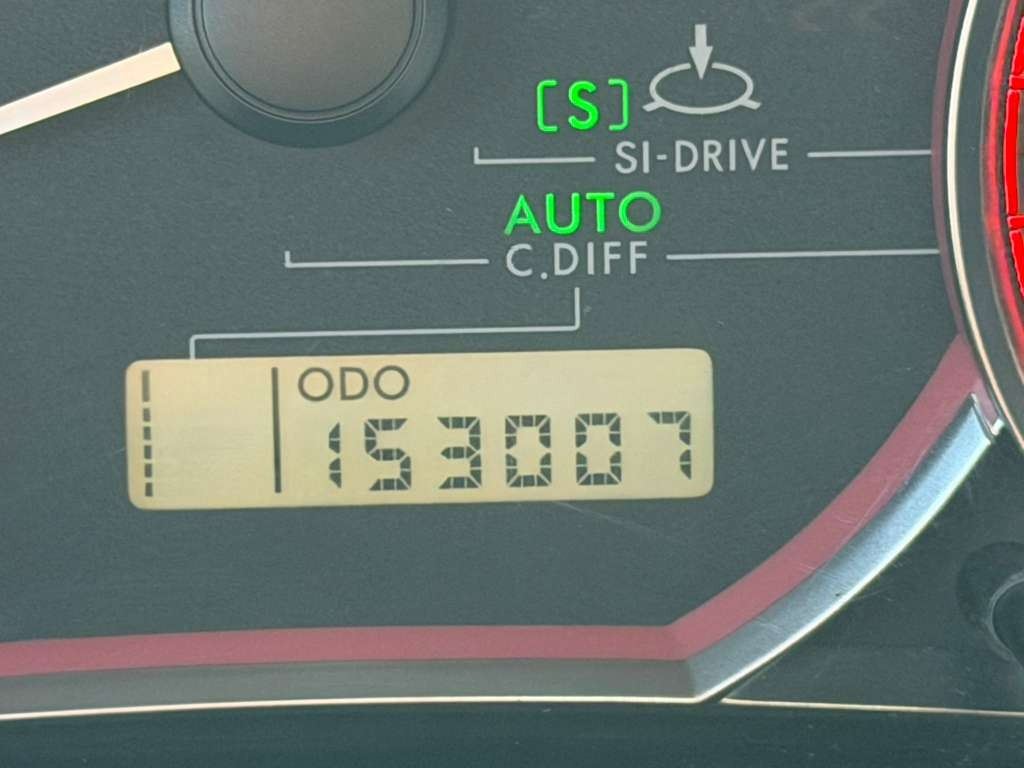 [S]
SI-DRIVE
AUTO
C.DIFF
ODO
153007